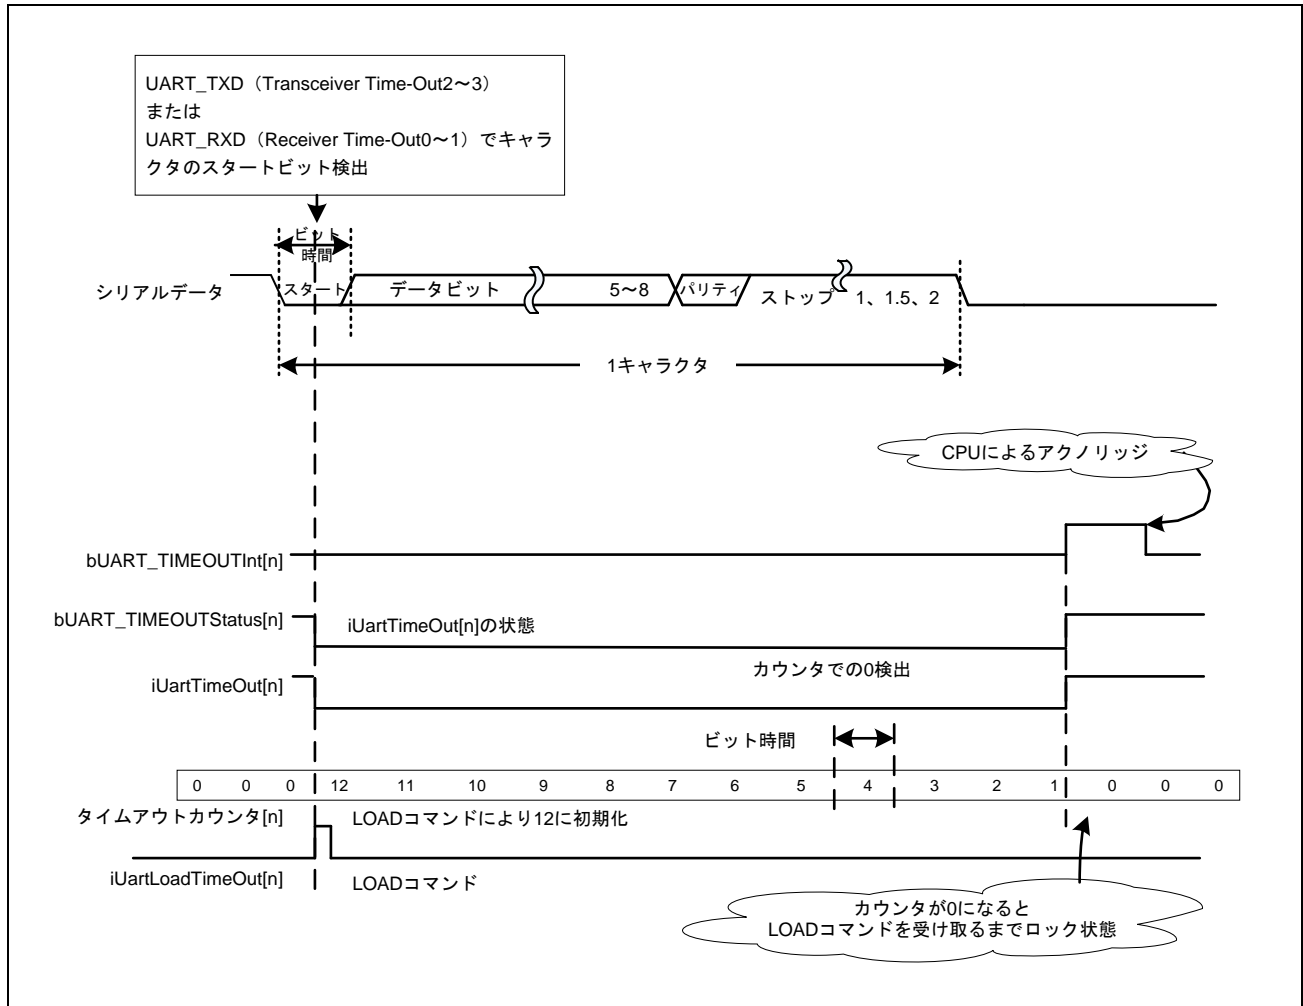 UART_TXD（Transceiver Time-Out2～3）
または
UART_RXD（Receiver Time-Out0～1）でキャラ
クタのスタートビット検出
ビット
時間
シリアルデータ
スタート
データビット
5～8
パリティ
ストップ 1、1.5、2
1キャラクタ
CPUによるアクノリッジ
bUART_TIMEOUTInt[n]
bUART_TIMEOUTStatus[n]
iUartTimeOut[n]の状態
カウンタでの0検出
iUartTimeOut[n]
ビット時間
0 0 0 12 11 10 9 8 7 6 5 4 3 2 1 0 0 0
タイムアウトカウンタ[n]
LOADコマンドにより12に初期化
iUartLoadTimeOut[n]
LOADコマンド
カウンタが0になると
LOADコマンドを受け取るまでロック状態